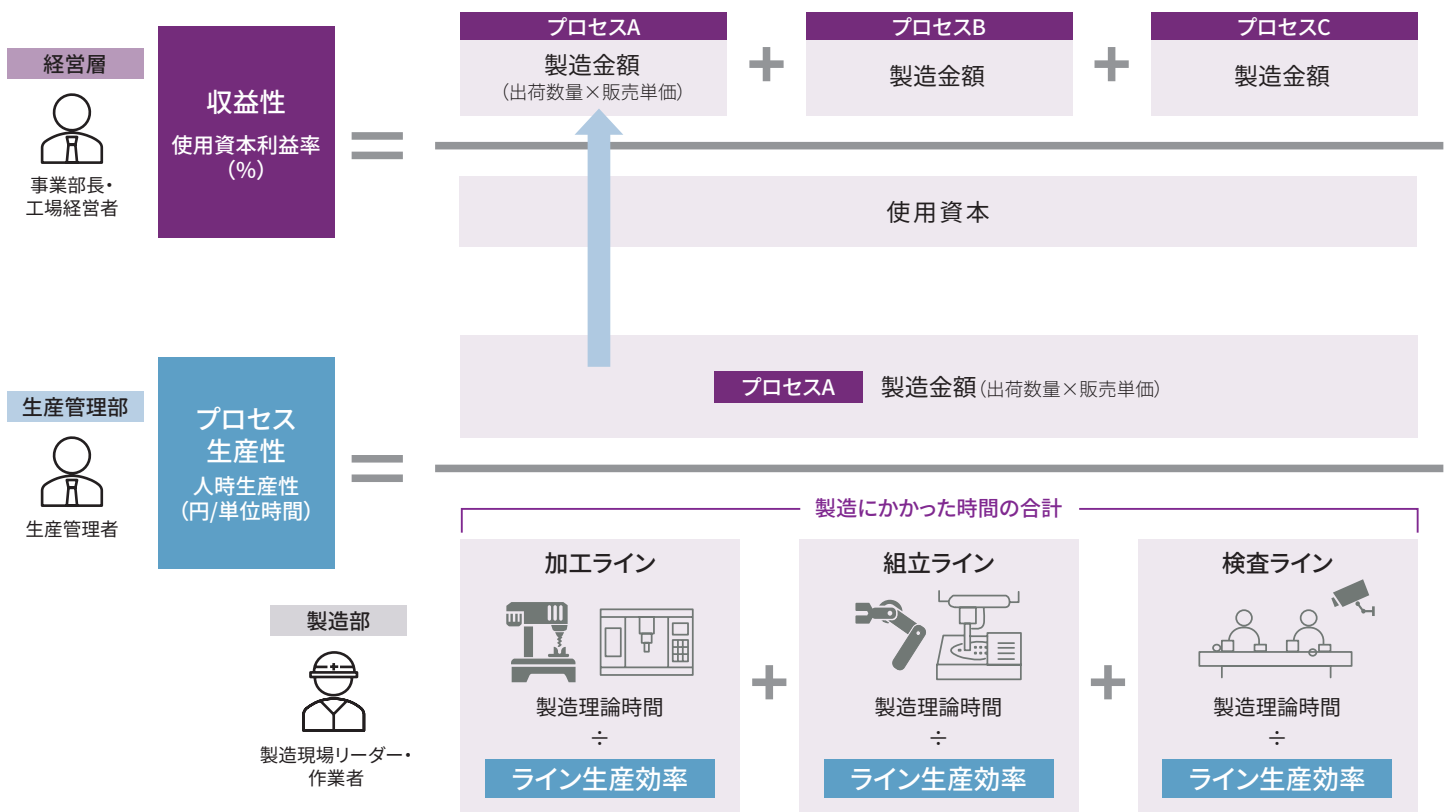 経営層
事業部長・
工場経営者
収益性
使用資本利益率
(%)
=
プロセスA
製造金額
(出荷数量×販売単価)
+
プロセスB
製造金額
+
プロセスC
製造金額
使用資本
生産管理部
生産管理者
プロセス
生産性
人時生産性
(円/単位時間)
=
プロセスA 製造金額(出荷数量×販売単価)
製造にかかった時間の合計
製造部
製造現場リーダー・
作業者
加工ライン
製造理論時間
÷
ライン生産効率
+
組立ライン
製造理論時間
÷
ライン生産効率
+
検査ライン
製造理論時間
÷
ライン生産効率